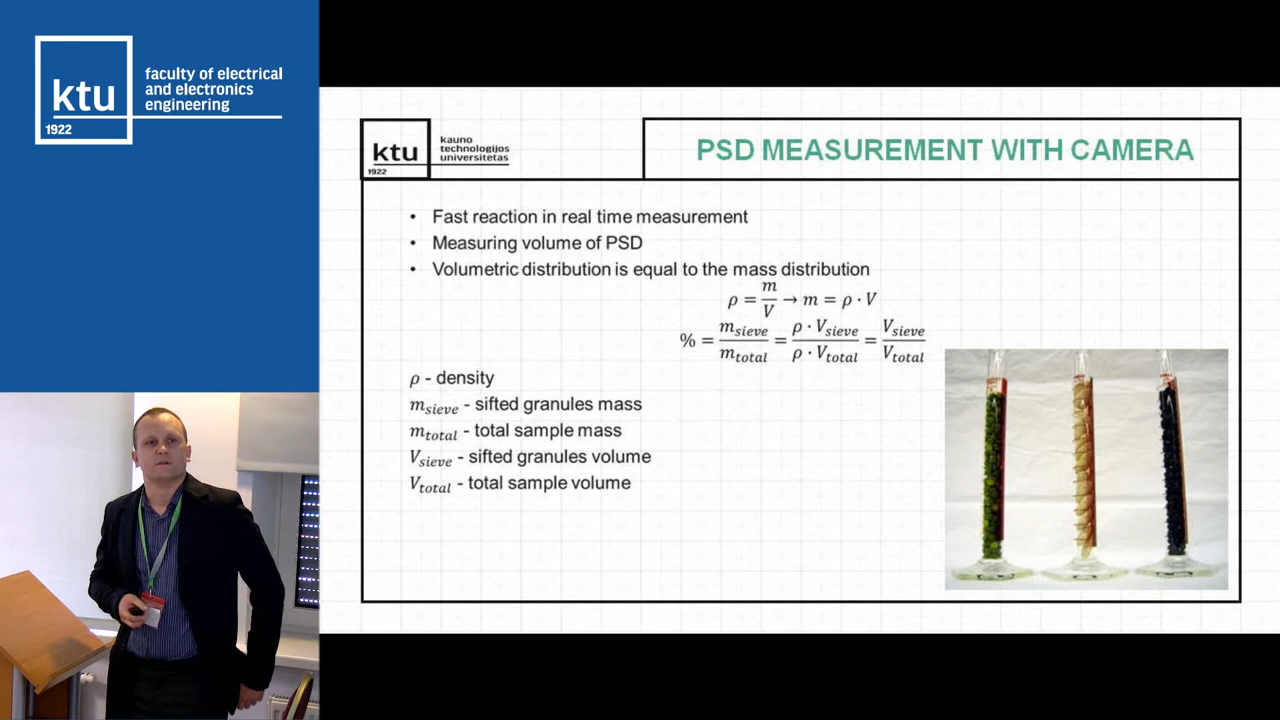 ktu
1922
faculty of electrical
and electronics
engineering
ktu
1922
kauno
technologijos
universitetas
PSD MEASUREMENT WITH CAMERA
• Fast reaction in real time measurement
• Measuring volume of PSD
• Volumetric distribution is equal to the mass distribution
ρ = m/V → m = ρ · V
% = m_sieve/m_total = ρ · V_sieve/ρ · V_total = V_sieve/V_total
ρ - density
m_sieve - sifted granules mass
m_total - total sample mass
V_sieve - sifted granules volume
V_total - total sample volume